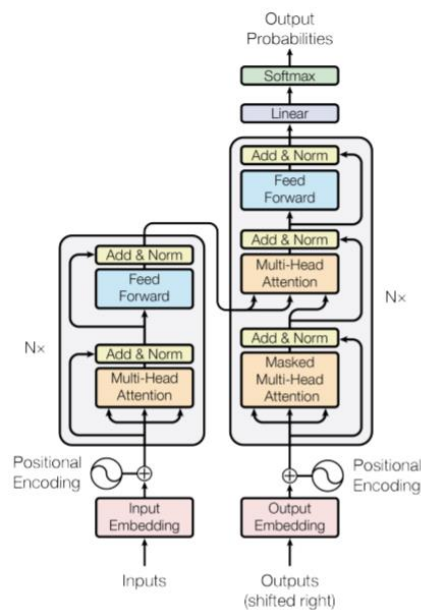 Output
Probabilities
Softmax
Linear
Add & Norm
Feed
Forward
Add & Norm
Multi-Head
Attention
Nx
Add & Norm
Masked
Multi-Head
Attention
Add & Norm
Feed
Forward
Nx
Add & Norm
Multi-Head
Attention
Positional
Encoding
Positional
Encoding
Input
Embedding
Output
Embedding
Inputs
Outputs
(shifted right)